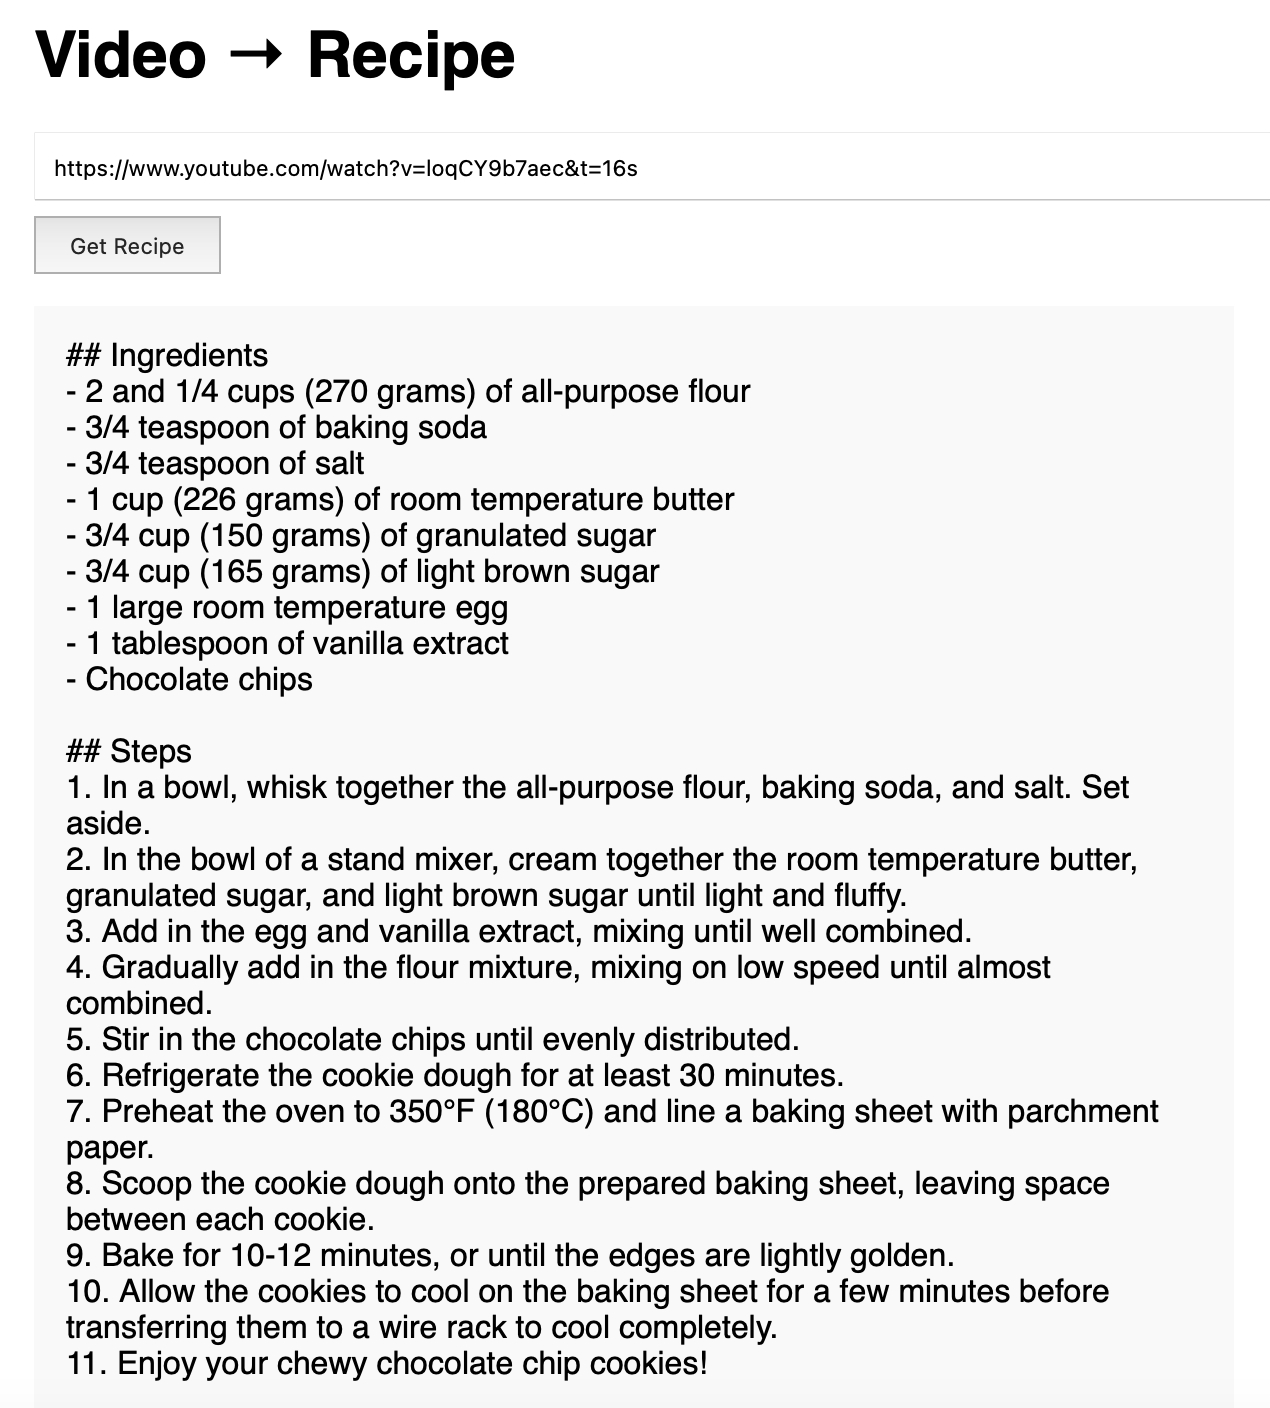 Video → Recipe
https://www.youtube.com/watch?v=loqCY9b7aec&t=16s
Get Recipe
## Ingredients
- 2 and 1/4 cups (270 grams) of all-purpose flour
- 3/4 teaspoon of baking soda
- 3/4 teaspoon of salt
- 1 cup (226 grams) of room temperature butter
- 3/4 cup (150 grams) of granulated sugar
- 3/4 cup (165 grams) of light brown sugar
- 1 large room temperature egg
- 1 tablespoon of vanilla extract
- Chocolate chips
## Steps
1. In a bowl, whisk together the all-purpose flour, baking soda, and salt. Set
aside.
2. In the bowl of a stand mixer, cream together the room temperature butter,
granulated sugar, and light brown sugar until light and fluffy.
3. Add in the egg and vanilla extract, mixing until well combined.
4. Gradually add in the flour mixture, mixing on low speed until almost
combined.
5. Stir in the chocolate chips until evenly distributed.
6. Refrigerate the cookie dough for at least 30 minutes.
7. Preheat the oven to 350°F (180°C) and line a baking sheet with parchment
paper.
8. Scoop the cookie dough onto the prepared baking sheet, leaving space
between each cookie.
9. Bake for 10-12 minutes, or until the edges are lightly golden.
10. Allow the cookies to cool on the baking sheet for a few minutes before
transferring them to a wire rack to cool completely.
11. Enjoy your chewy chocolate chip cookies!